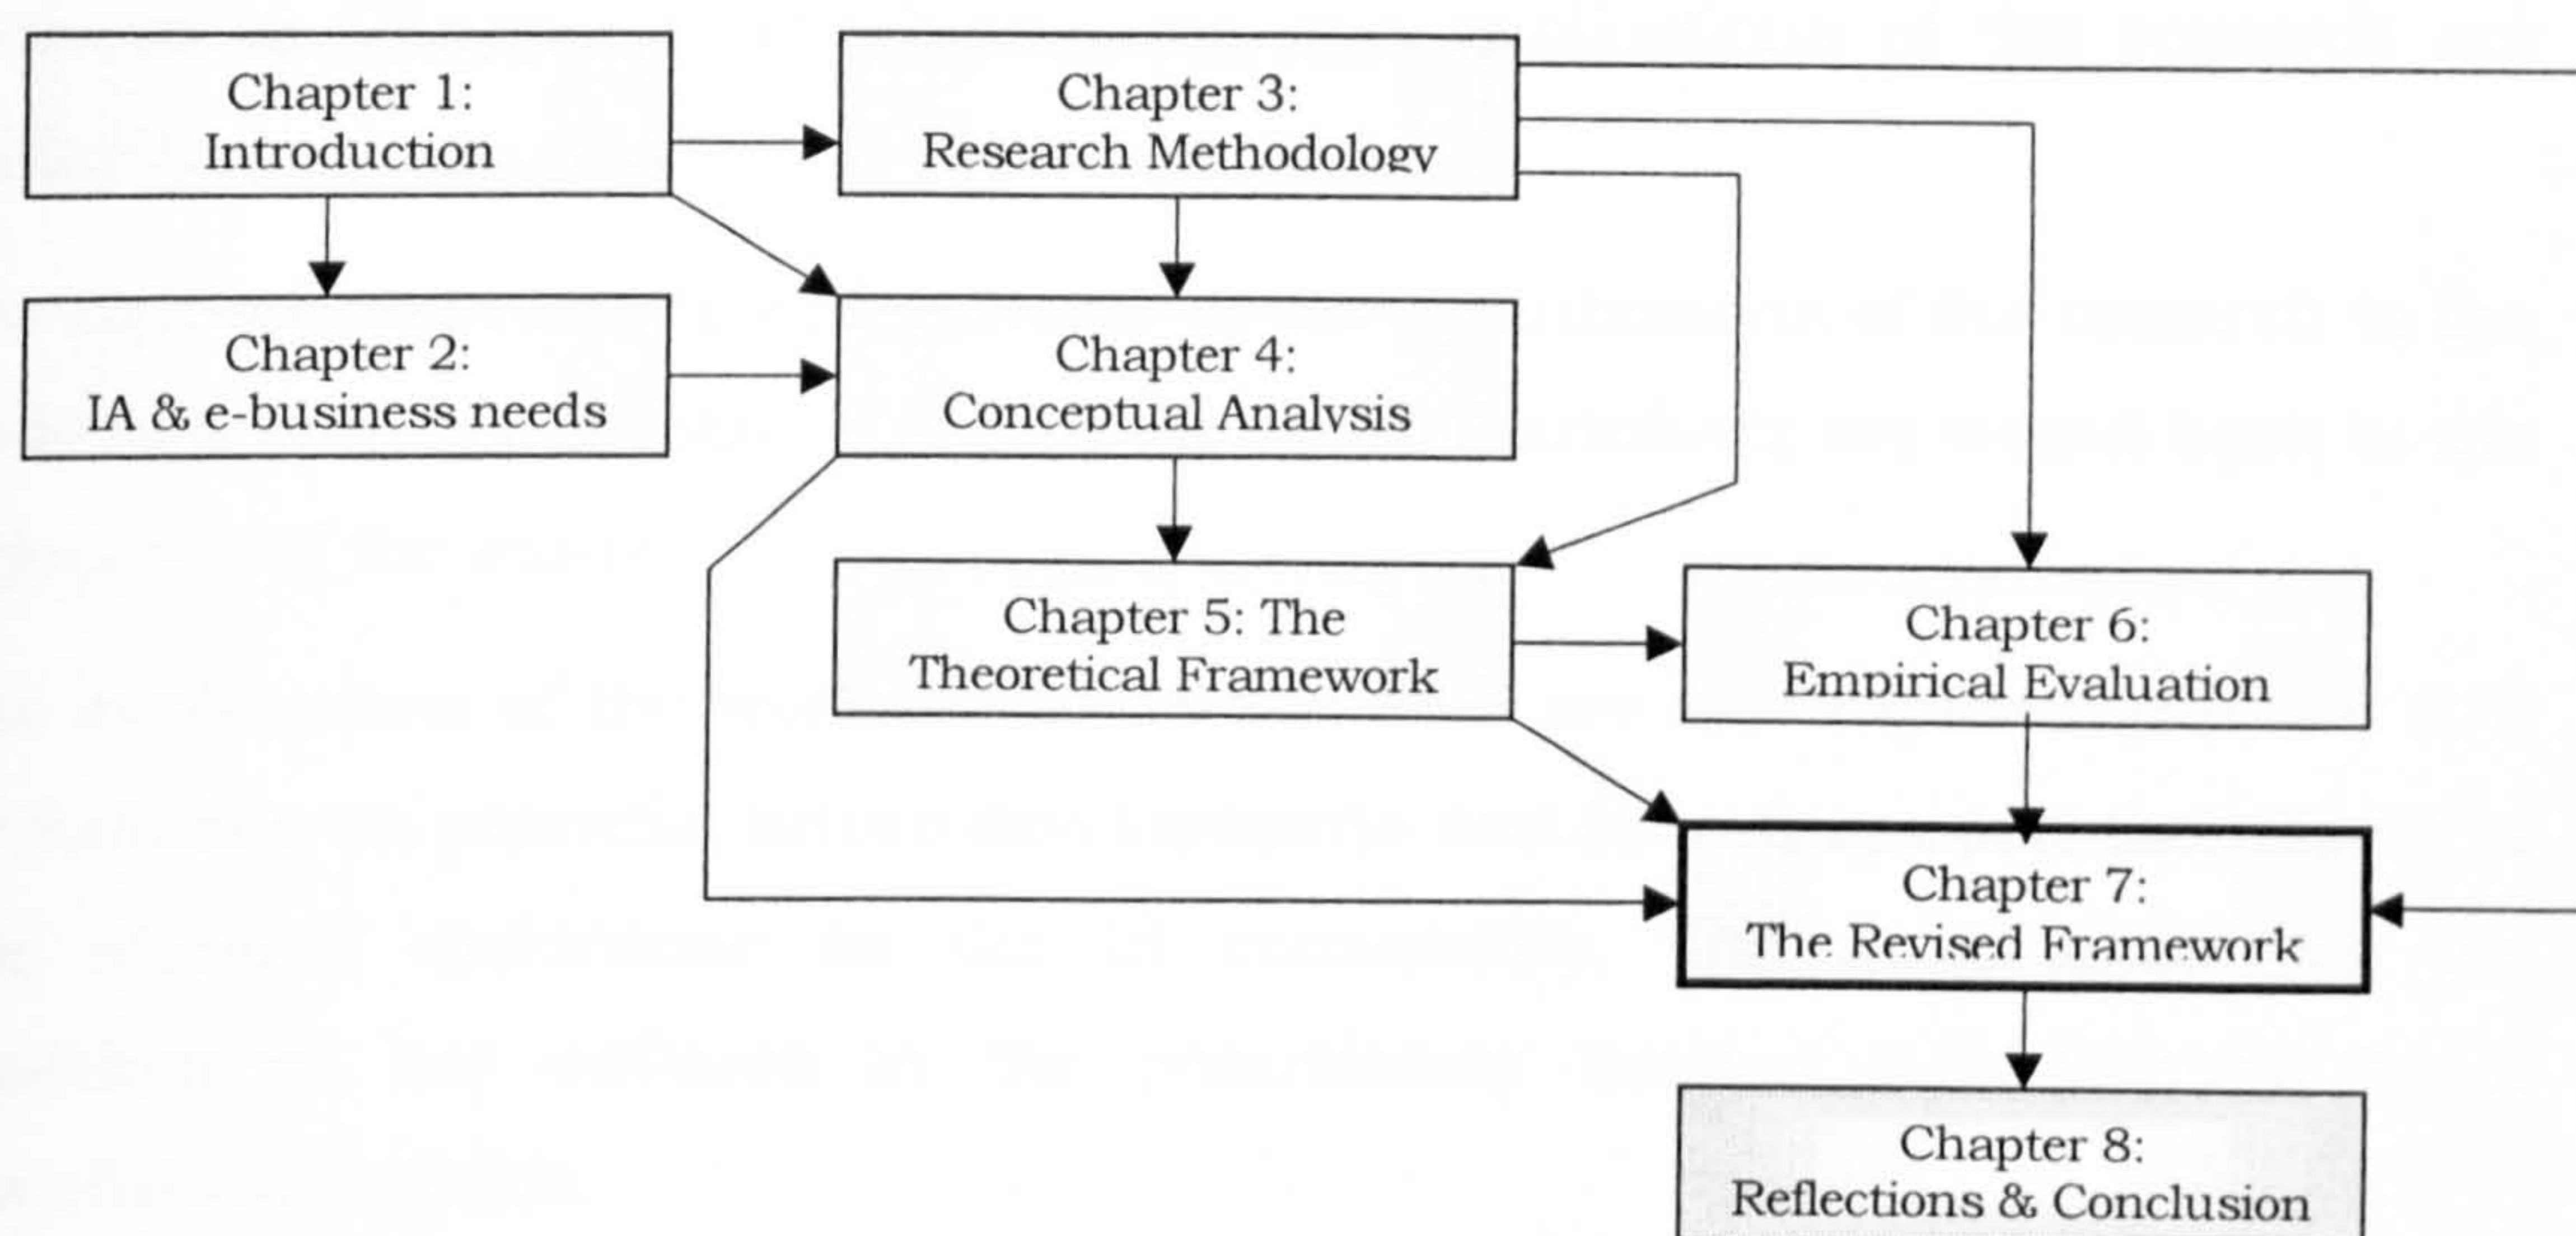 Chapter 1:
Introduction
Chapter 3:
Research Methodology
Chapter 2:
IA & e-business needs
Chapter 4:
Conceptual Analysis
Chapter 5: The
Theoretical Framework
Chapter 6:
Empirical Evaluation
Chapter 7:
The Revised Framework
Chapter 8:
Reflections & Conclusion